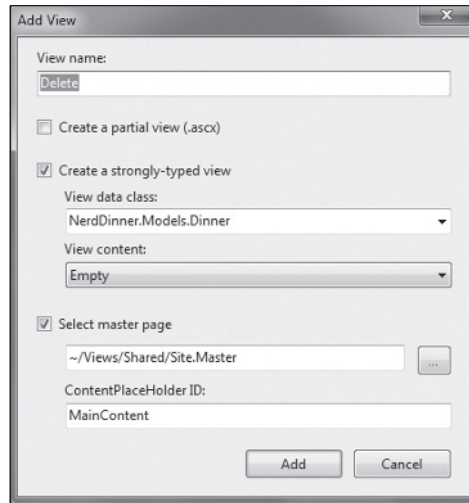 Add View
X
View name:
Delete
Create a partial view (.ascx)
Create a strongly-typed view
View data class:
NerdDinner.Models.Dinner
View content:
Empty
Select master page
~/Views/Shared/Site.Master
...
ContentPlaceHolder ID:
MainContent
Add
Cancel